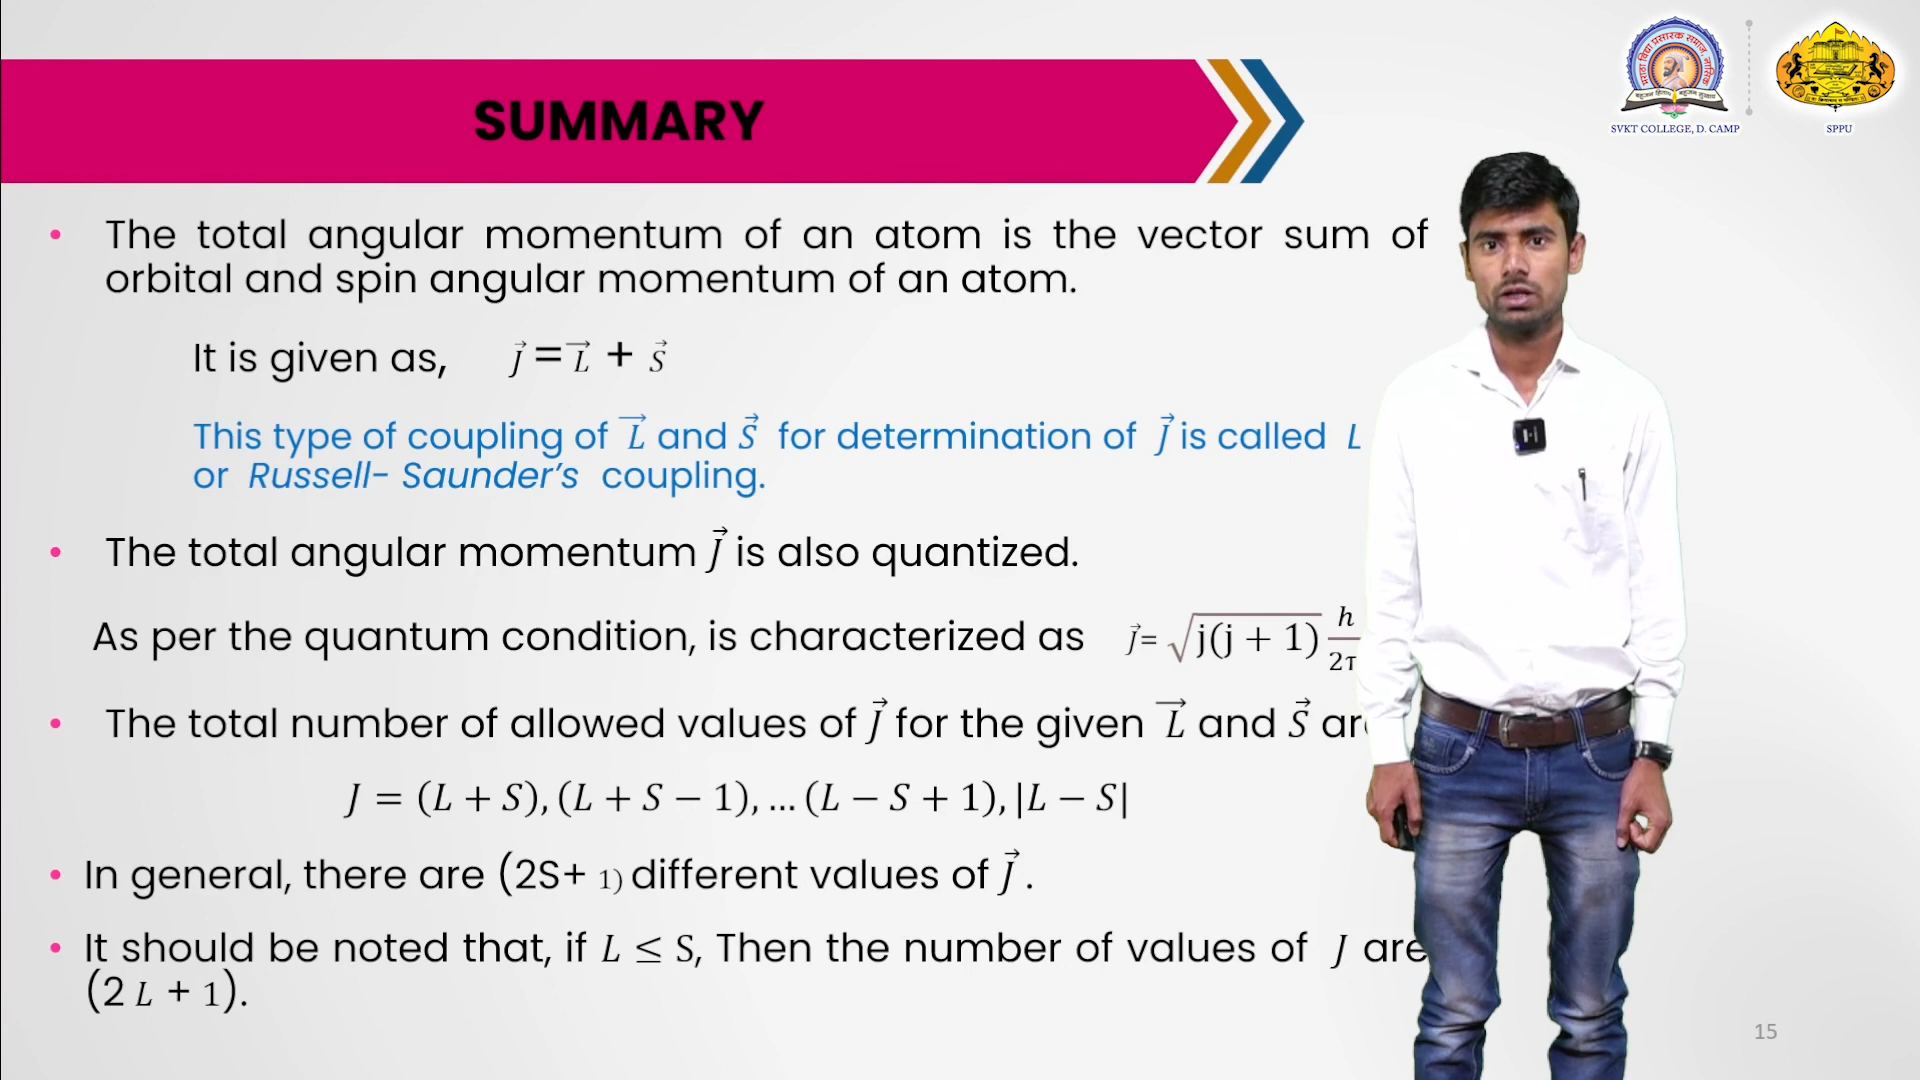 SUMMARY
SVKT COLLEGE, D. CAMP
SPPU
• The total angular momentum of an atom is the vector sum of
orbital and spin angular momentum of an atom.
It is given as, J⃗ = L⃗ + S⃗
This type of coupling of L⃗ and S⃗ for determination of J⃗ is called L
or Russell- Saunder’s coupling.
• The total angular momentum J⃗ is also quantized.
As per the quantum condition, is characterized as J⃗= √j(j + 1) h/2π
• The total number of allowed values of J⃗ for the given L⃗ and S⃗ are
J = (L + S), (L + S − 1), … (L − S + 1), |L − S|
• In general, there are (2S+ 1) different values of J⃗ .
• It should be noted that, if L ≤ S, Then the number of values of J are
(2 L + 1).
15